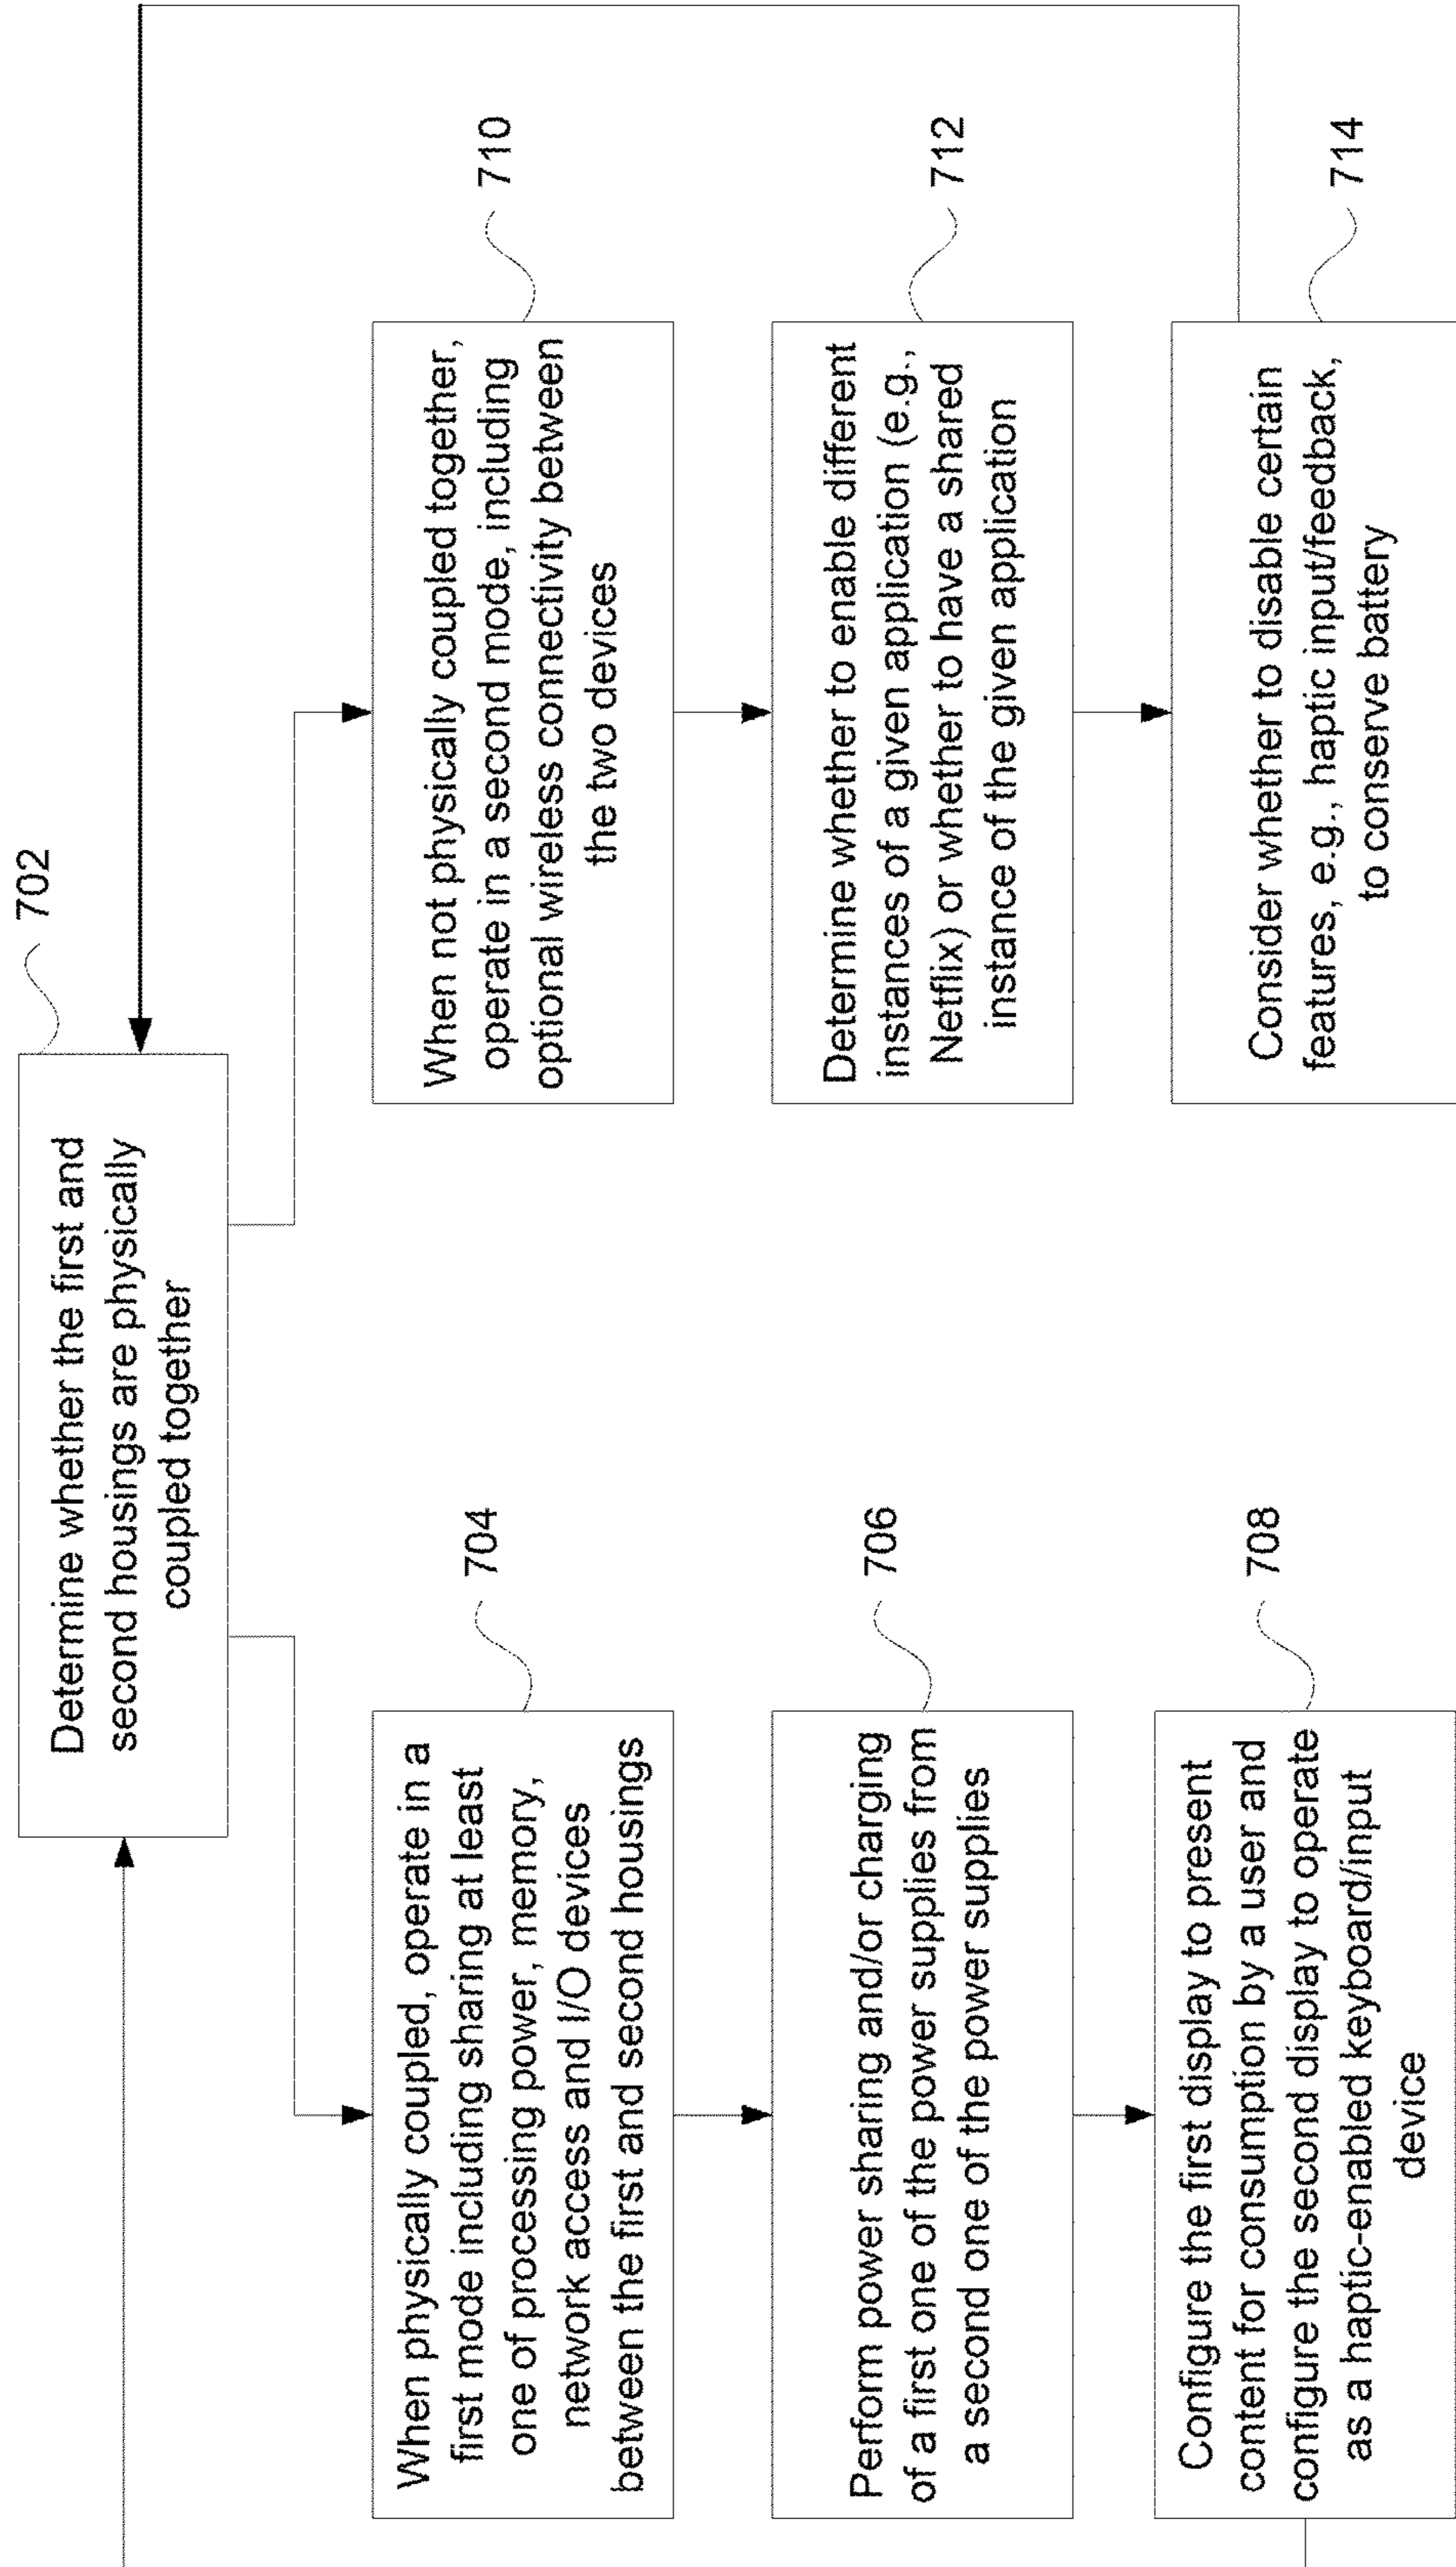 702
Determine whether the first and
second housings are physically
coupled together
704
When physically coupled, operate in a
first mode including sharing at least
one of processing power, memory,
network access and I/O devices
between the first and second housings
706
Perform power sharing and/or charging
of a first one of the power supplies from
a second one of the power supplies
708
Configure the first display to present
content for consumption by a user and
configure the second display to operate
as a haptic-enabled keyboard/input
device
710
When not physically coupled together,
operate in a second mode, including
optional wireless connectivity between
the two devices
712
Determine whether to enable different
instances of a given application (e.g.,
Netflix) or whether to have a shared
instance of the given application
714
Consider whether to disable certain
features, e.g., haptic input/feedback,
to conserve battery